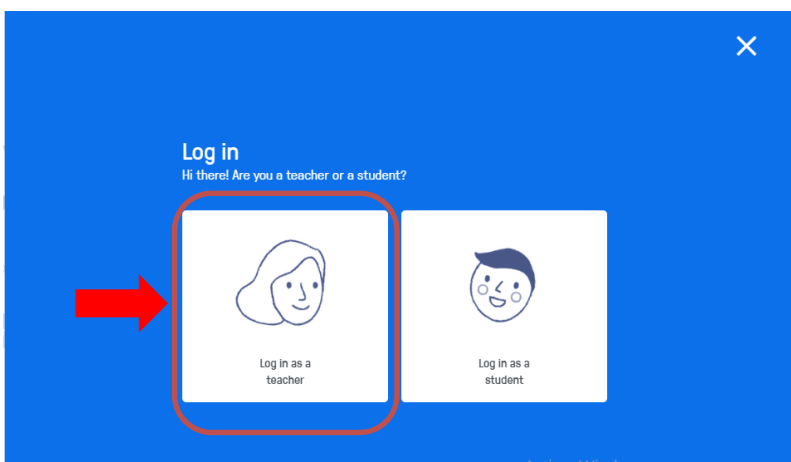 Log in
Hi there! Are you a teacher or a student?
Log in as a
teacher
Log in as a
student